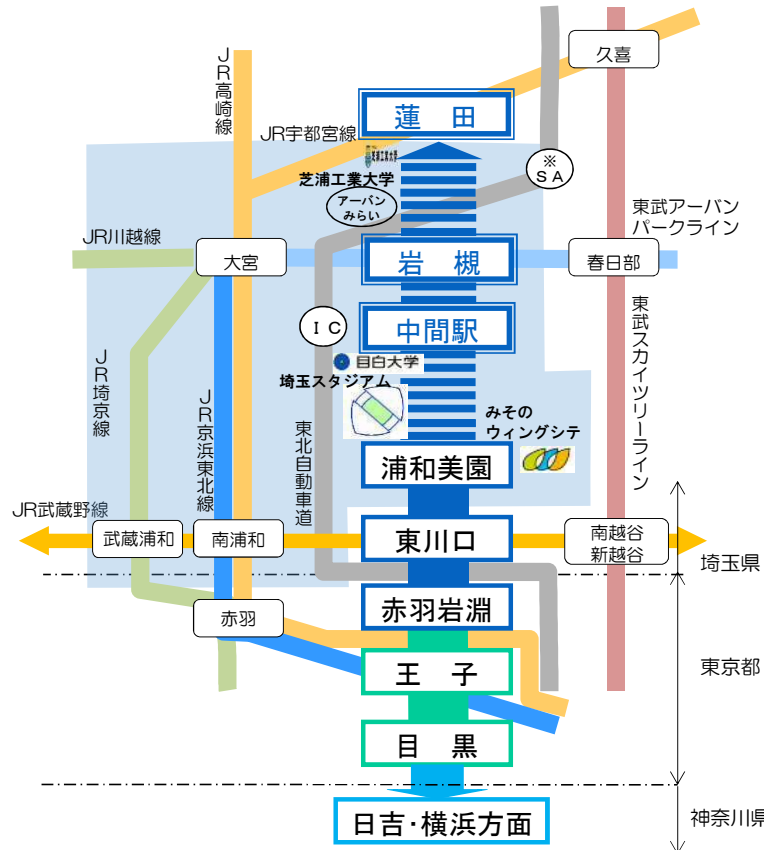 久喜
JR高崎線
蓮 田
JR宇都宮線
芝浦工業大学
芝浦工業大学
※
SA
アーバン
みらい
東武アーバン
パークライン
JR川越線
大宮
岩 槻
春日部
IC
中間駅
目白大学
埼玉スタジアム
東武スカイツリーライン
JR埼京線
JR京浜東北線
東北自動車道
みその
ウィングシテ
浦和美園
JR武蔵野線
武蔵浦和
南浦和
東川口
南越谷
新越谷
埼玉県
赤羽岩淵
赤羽
王 子
東京都
目 黒
日吉・横浜方面
神奈川県